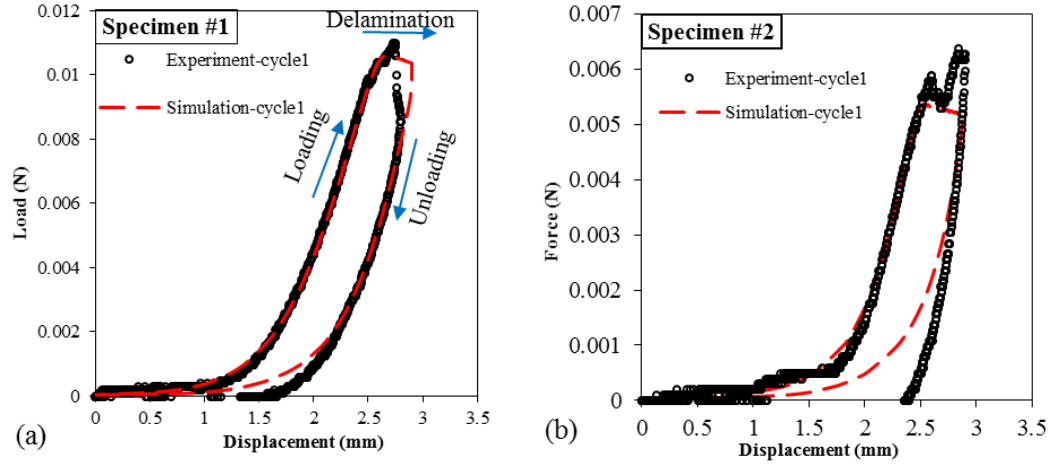 Specimen #1
Delamination
Experiment-cycle1
Simulation-cycle1
Loading
Unloading
0.012
0.01
0.008
0.006
0.004
0.002
0
Load (N)
0 0.5 1 1.5 2 2.5 3 3.5
Displacement (mm)
(a)
Specimen #2
Experiment-cycle1
Simulation-cycle1
0.007
0.006
0.005
0.004
0.003
0.002
0.001
0
Force (N)
0 0.5 1 1.5 2 2.5 3 3.5
Displacement (mm)
(b)